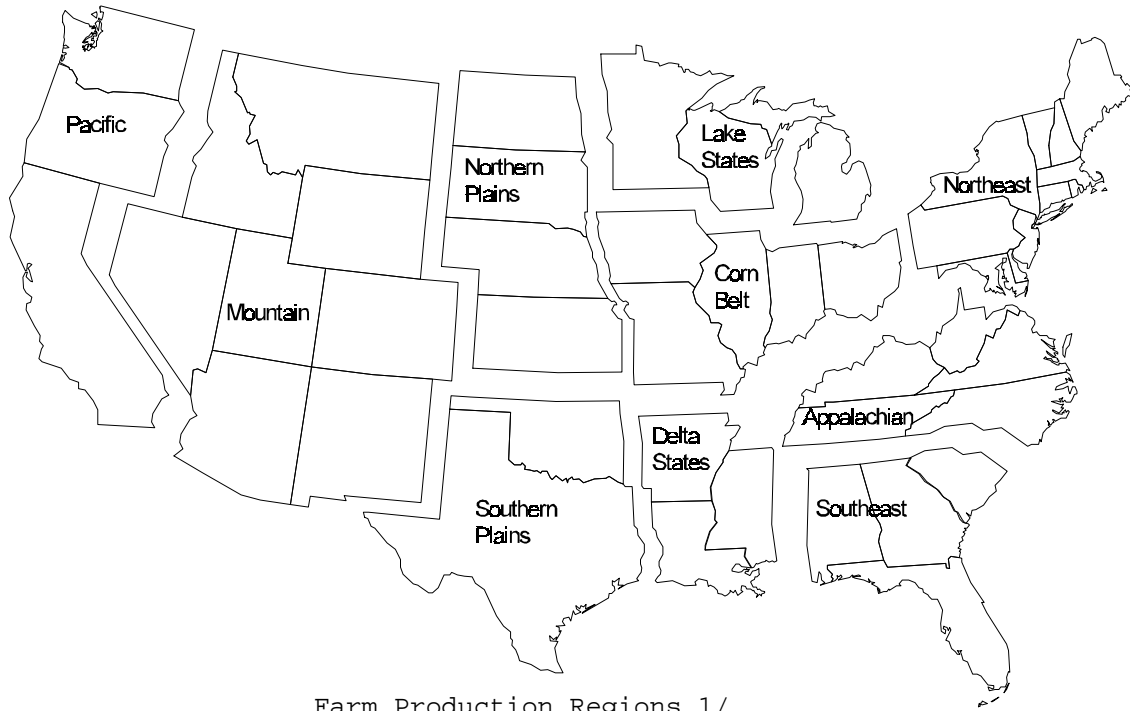 Pacific
Lake
States
Northern
Plains
Northeast
Corn
Belt
Mountain
Appalachian
Delta
States
Southern
Plains
Southeast
Farm Production Regions 1/